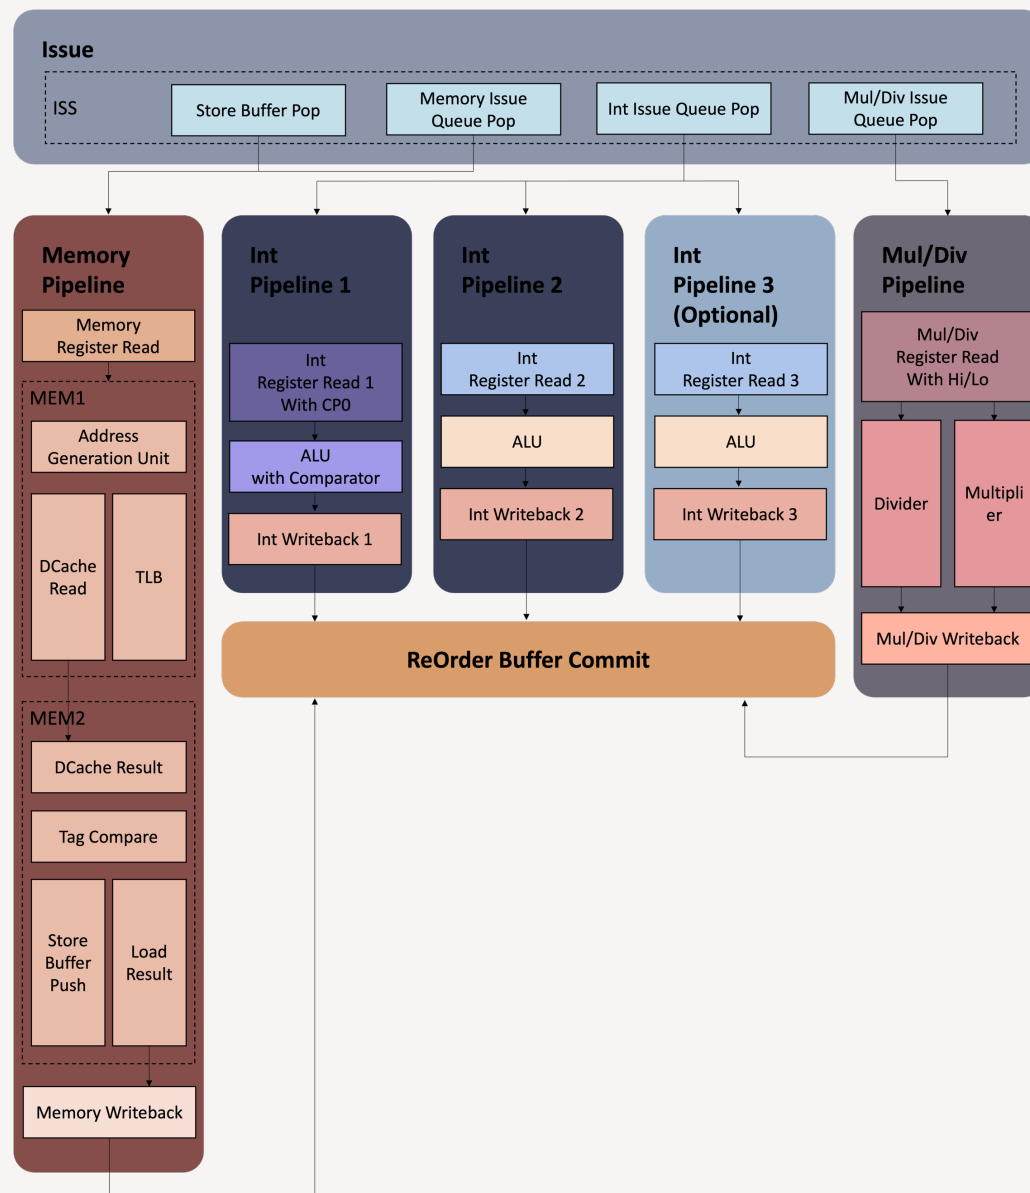 Issue
ISS
Store Buffer Pop
Memory Issue
Queue Pop
Int Issue Queue Pop
Mul/Div Issue
Queue Pop
Memory
Pipeline
Memory
Register Read
MEM1
Address
Generation Unit
DCache
Read
TLB
MEM2
DCache Result
Tag Compare
Store
Buffer
Push
Load
Result
Memory Writeback
Int
Pipeline 1
Int
Register Read 1
With CP0
ALU
with Comparator
Int Writeback 1
Int
Pipeline 2
Int
Register Read 2
ALU
Int Writeback 2
Int
Pipeline 3
(Optional)
Int
Register Read 3
ALU
Int Writeback 3
Mul/Div
Pipeline
Mul/Div
Register Read
With Hi/Lo
Divider
Multipli
er
Mul/Div Writeback
ReOrder Buffer Commit